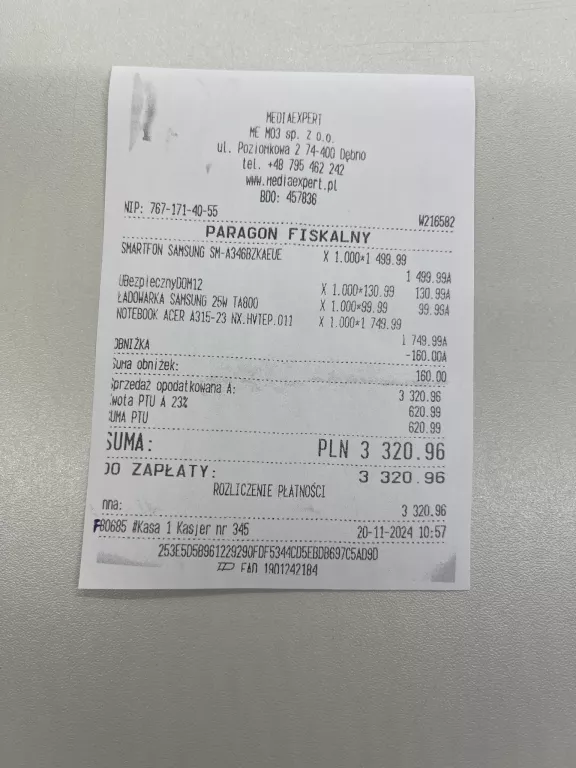 MEDIAEXPERT
ME M03 sp. z o.o.
ul. Poziomkowa 2 74-400 Dębno
tel. +48 795 462 242
www.mediaexpert.pl
BDO: 457836
NIP: 767-171-40-55 W216582
PARAGON FISKALNY
SMARTFON SAMSUNG SM-A346BZKAEUE X 1.000*1 499.99
1 499.99A
UBezpiecznyDOM12 X 1.000*130.99 130.99A
ŁADOWARKA SAMSUNG 25W TA800 X 1.000*99.99 99.99A
NOTEBOOK ACER A315-23 NX.HVTEP.011 X 1.000*1 749.99
1 749.99A
OBNIŻKA -160.00A
Suma obniżek: 160.00
Sprzedaż opodatkowana A: 3 320.96
wota PTU A 23% 620.99
SUMA PTU 620.99
SUMA: PLN 3 320.96
DO ZAPŁATY: 3 320.96
ROZLICZENIE PŁATNOŚCI
nna: 3 320.96
F80685 #Kasa 1 Kasjer nr 345 20-11-2024 10:57
EAD 1901242184